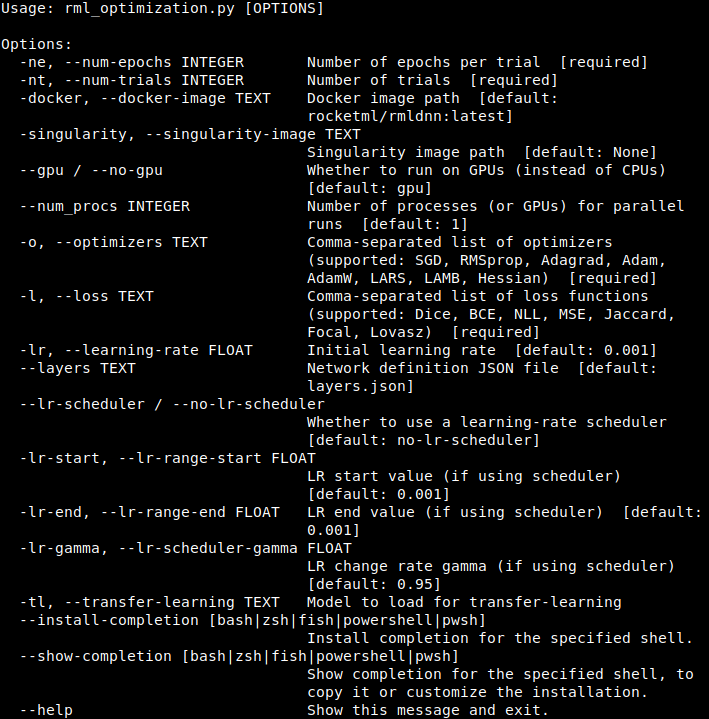 Usage: rml_optimization.py [OPTIONS]

Options:
  -ne, --num-epochs INTEGER       Number of epochs per trial  [required]
  -nt, --num-trials INTEGER       Number of trials  [required]
  -docker, --docker-image TEXT    Docker image path  [default:
                                  rocketml/rmldnn:latest]
  -singularity, --singularity-image TEXT
                                  Singularity image path  [default: None]
  --gpu / --no-gpu                Whether to run on GPUs (instead of CPUs)
                                  [default: gpu]
  --num_procs INTEGER             Number of processes (or GPUs) for parallel
                                  runs  [default: 1]
  -o, --optimizers TEXT           Comma-separated list of optimizers
                                  (supported: SGD, RMSprop, Adagrad, Adam,
                                  AdamW, LARS, LAMB, Hessian)  [required]
  -l, --loss TEXT                 Comma-separated list of loss functions
                                  (supported: Dice, BCE, NLL, MSE, Jaccard,
                                  Focal, Lovasz)  [required]
  -lr, --learning-rate FLOAT      Initial learning rate  [default: 0.001]
  --layers TEXT                   Network definition JSON file  [default:
                                  layers.json]
  --lr-scheduler / --no-lr-scheduler
                                  Whether to use a learning-rate scheduler
                                  [default: no-lr-scheduler]
  -lr-start, --lr-range-start FLOAT
                                  LR start value (if using scheduler)
                                  [default: 0.001]
  -lr-end, --lr-range-end FLOAT   LR end value (if using scheduler)  [default:
                                  0.001]
  -lr-gamma, --lr-scheduler-gamma FLOAT
                                  LR change rate gamma (if using scheduler)
                                  [default: 0.95]
  -tl, --transfer-learning TEXT   Model to load for transfer-learning
  --install-completion [bash|zsh|fish|powershell|pwsh]
                                  Install completion for the specified shell.
  --show-completion [bash|zsh|fish|powershell|pwsh]
                                  Show completion for the specified shell, to
                                  copy it or customize the installation.
  --help                          Show this message and exit.